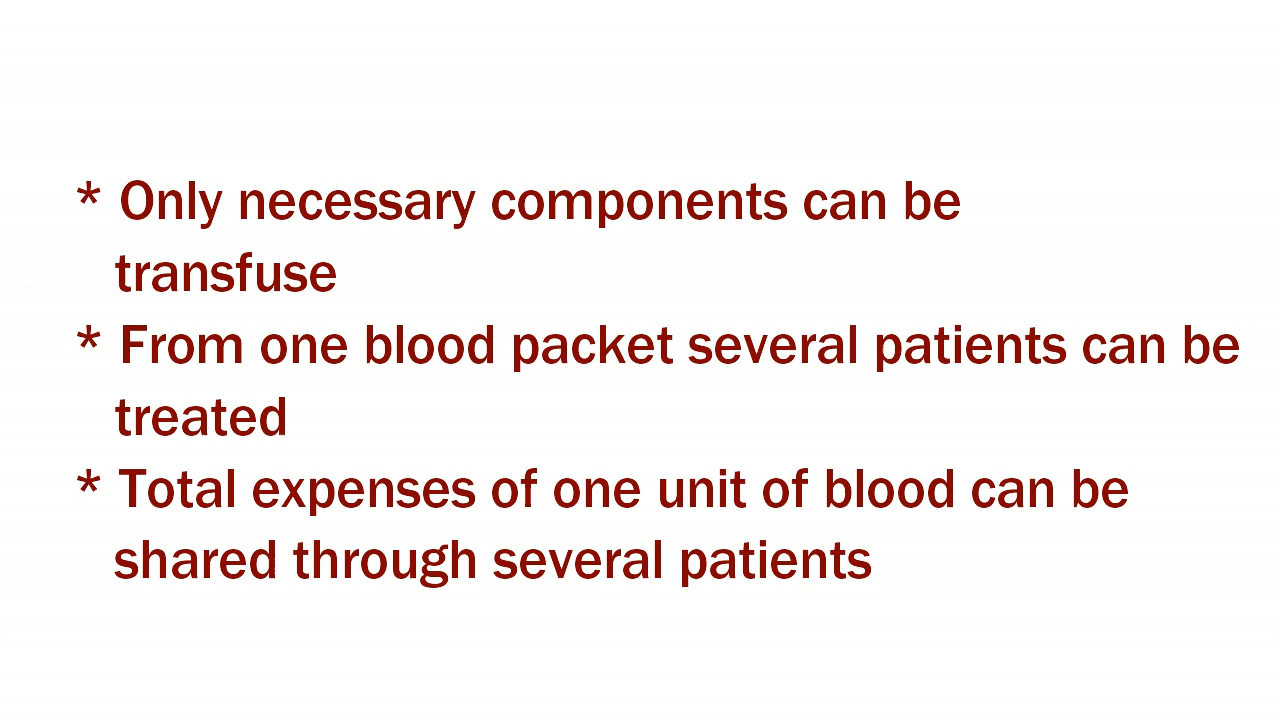 * Only necessary components can be
transfuse
* From one blood packet several patients can be
treated
* Total expenses of one unit of blood can be
shared through several patients